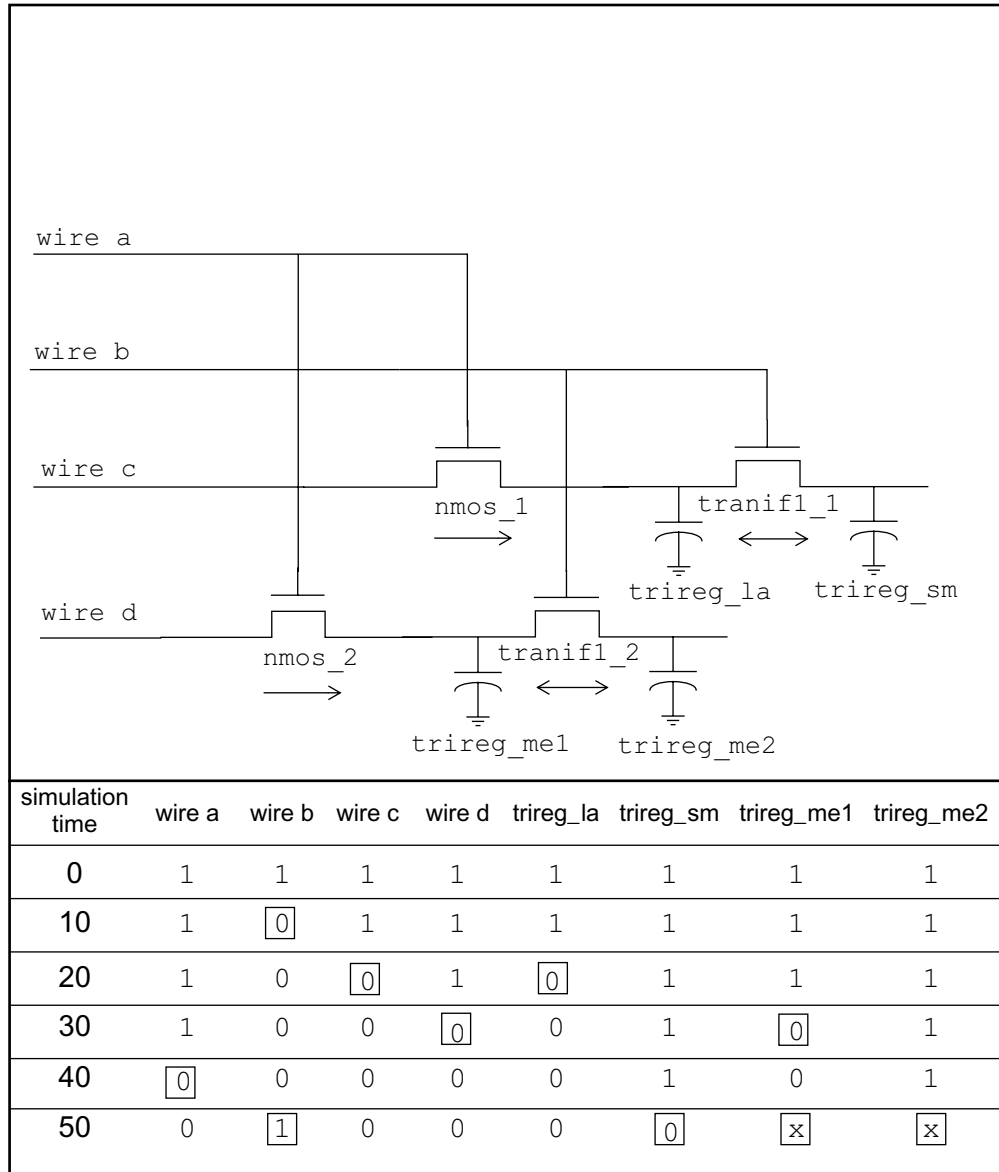 wire a
wire b
wire c
nmos_1
tranif1_1
trireg_la
trireg_sm
wire d
nmos_2
tranif1_2
trireg_me1
trireg_me2
simulation time wire a wire b wire c wire d trireg_la trireg_sm trireg_me1 trireg_me2
0 1 1 1 1 1 1 1 1
10 1 0 1 1 1 1 1 1
20 1 0 0 1 0 1 1 1
30 1 0 0 0 0 1 0 1
40 0 0 0 0 0 1 0 1
50 0 1 0 0 0 0 x x